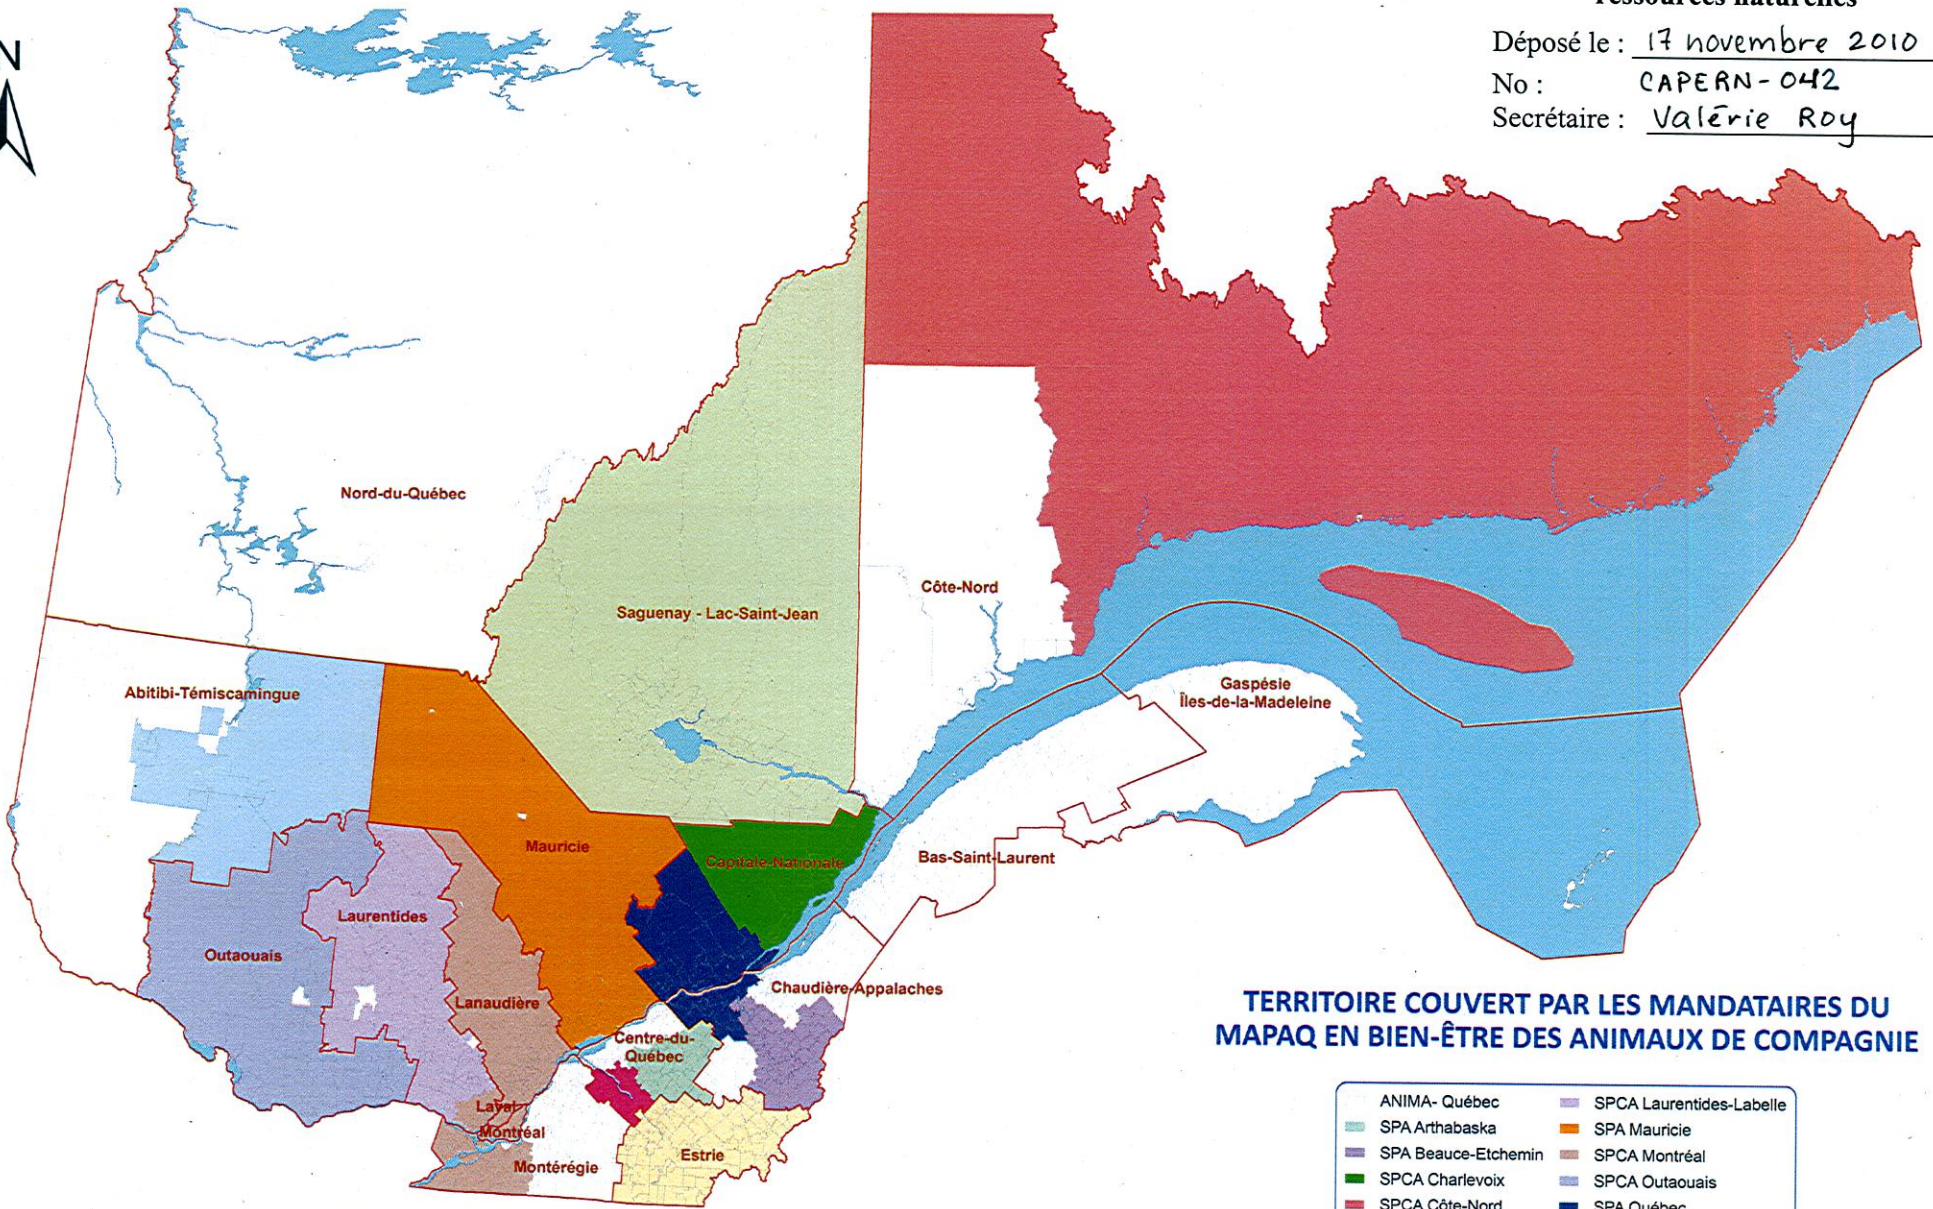 ressources naturelles
Déposé le : 17 novembre 2010
No : CAPERN-042
Secrétaire : Valérie Roy
N
Nord-du-Québec
Côte-Nord
Saguenay - Lac-Saint-Jean
Abitibi-Témiscamingue
Gaspésie
Îles-de-la-Madeleine
Mauricie
Capitale-Nationale
Bas-Saint-Laurent
Laurentides
Outaouais
Lanaudière
Chaudière-Appalaches
Centre-du-
Québec
Laval
Montréal
Montérégie
Estrie
TERRITOIRE COUVERT PAR LES MANDATAIRES DU
MAPAQ EN BIEN-ÊTRE DES ANIMAUX DE COMPAGNIE
ANIMA- Québec
SPA Arthabaska
SPA Beauce-Etchemin
SPCA Charlevoix
SPCA Côte-Nord
SPCA Laurentides-Labelle
SPA Mauricie
SPCA Montréal
SPCA Outaouais
SPA Québec